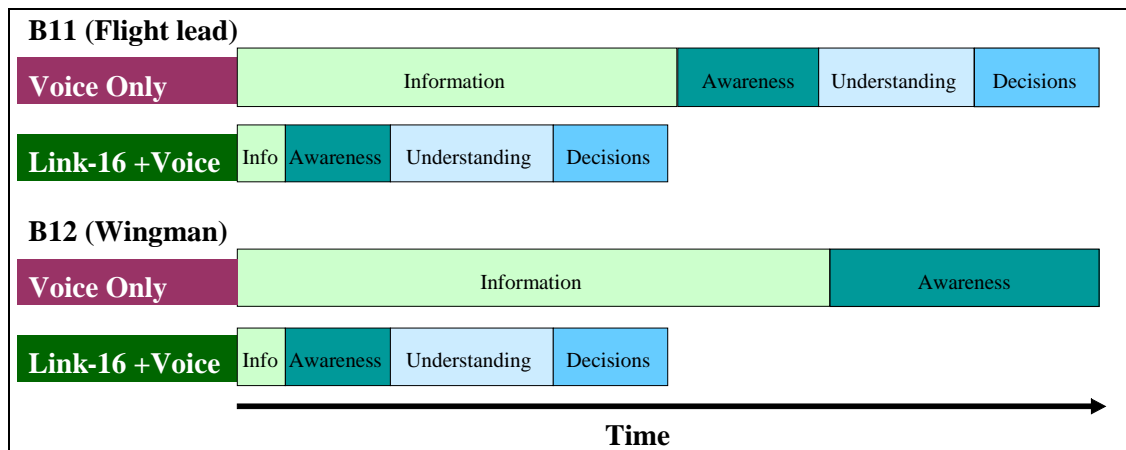 B11 (Flight lead)
Voice Only Information Awareness Understanding Decisions
Link-16 +Voice Info Awareness Understanding Decisions
B12 (Wingman)
Voice Only Information Awareness
Link-16 +Voice Info Awareness Understanding Decisions
Time